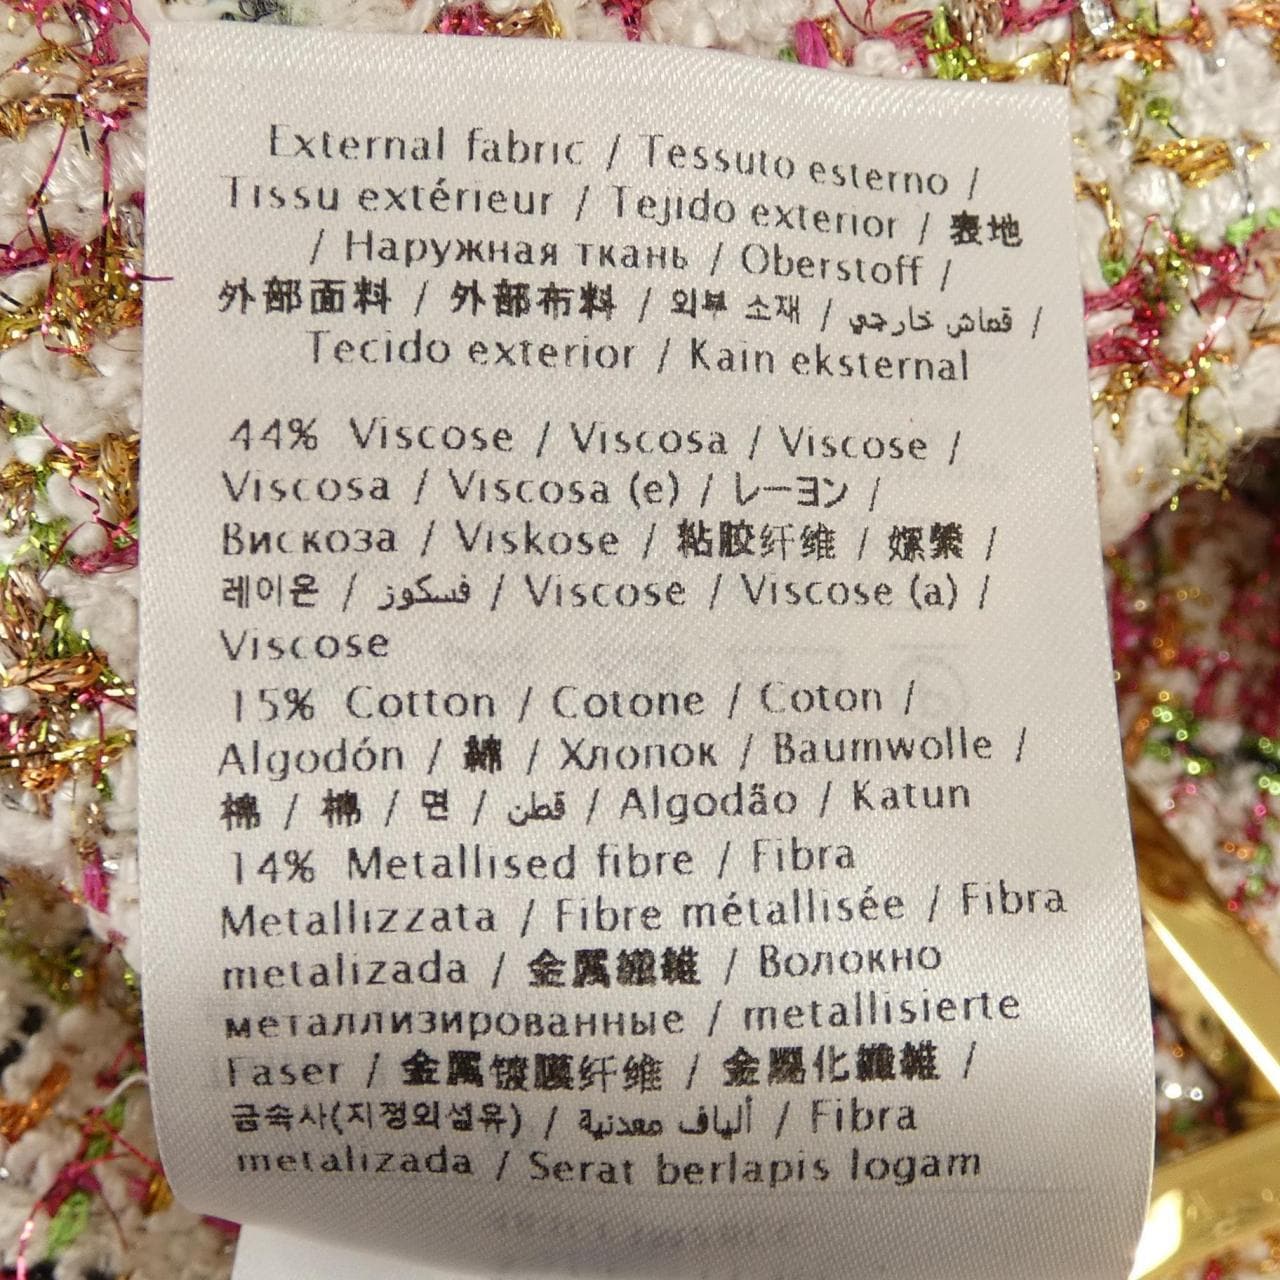 External fabric / Tessuto esterno /
Tissu extérieur / Tejido exterior / 表地
/ Наружная ткань / Oberstoff /
外部面料 / 外部布料 / 외부 소재 / قماش خارجي /
Tecido exterior / Kain eksternal
44% Viscose / Viscosa / Viscose /
Viscosa / Viscosa (e) / レーヨン /
Вискоза / Viskose / 粘胶纤维 / 嫘縈 /
레이온 / فسكوز / Viscose / Viscose (a) /
Viscose
15% Cotton / Cotone / Coton /
Algodón / 綿 / Хлопок / Baumwolle /
棉 / 棉 / 면 / قطن / Algodão / Katun
14% Metallised fibre / Fibra
Metallizzata / Fibre métallisée / Fibra
metalizada / 金属繊維 / Волокно
металлизированные / metallisierte
Faser / 金属镀膜纤维 / 金屬化纖維 /
금속사(지정외섬유) / ألياف معدنية / Fibra
metalizada / Serat berlapis logam